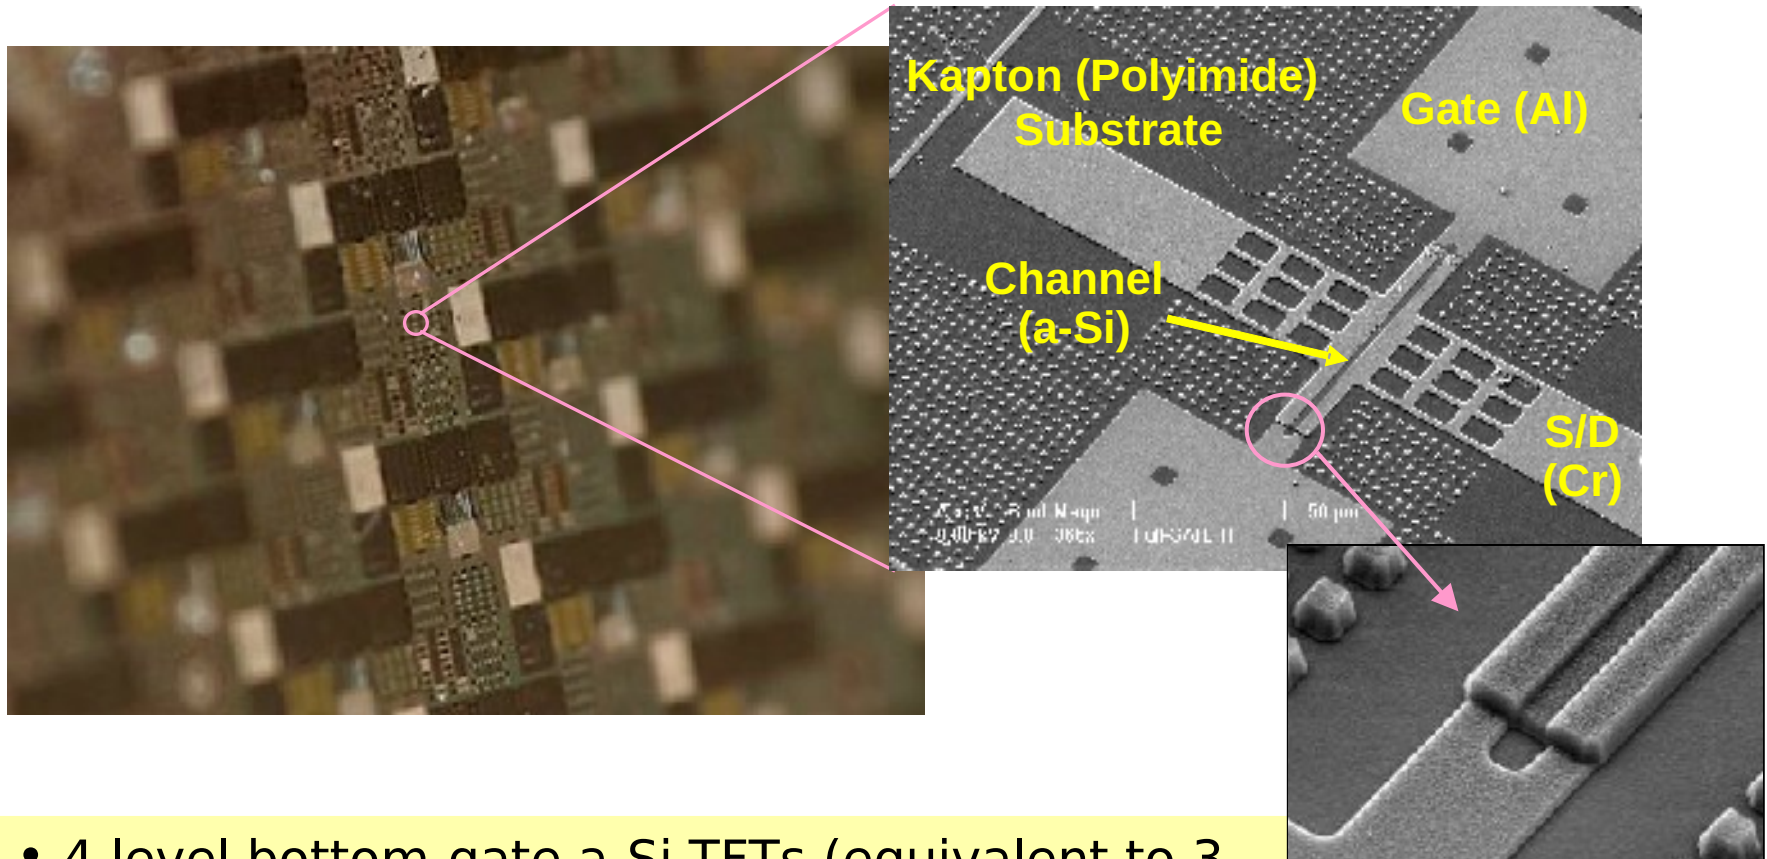 Kapton (Polyimide)
Substrate
Gate (Al)
Channel
(a-Si)
S/D
(Cr)
50 µm
• 4 level bottom gate a-Si TFTs (equivalent to 3